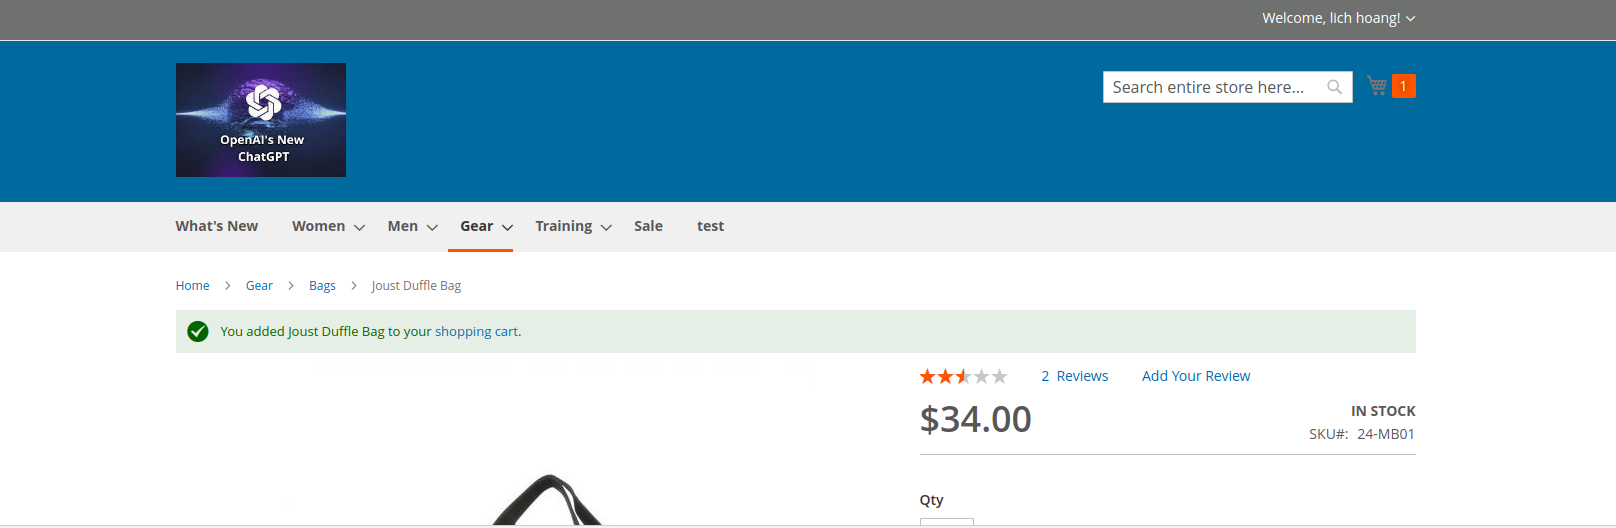 Welcome, lich hoang!
OpenAI's New
ChatGPT
Search entire store here...
1
What's New Women Men Gear Training Sale test
Home Gear Bags Joust Duffle Bag
You added Joust Duffle Bag to your shopping cart.
2 Reviews Add Your Review
$34.00
IN STOCK
SKU#: 24-MB01
Qty